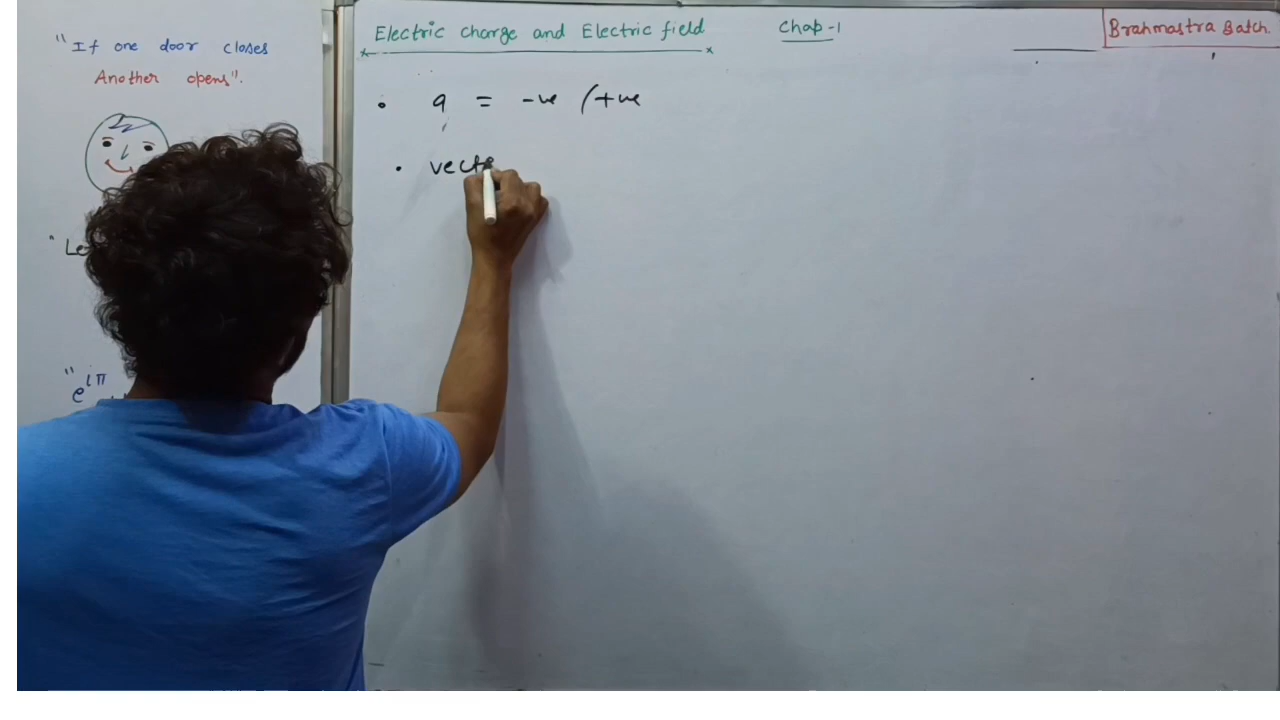 "If one door closes
Another opens".
"Le
"e^iπ
Electric charge and Electric field
Chap-1
Brahmastra Batch.
• q = -ve /+ve
• vecto